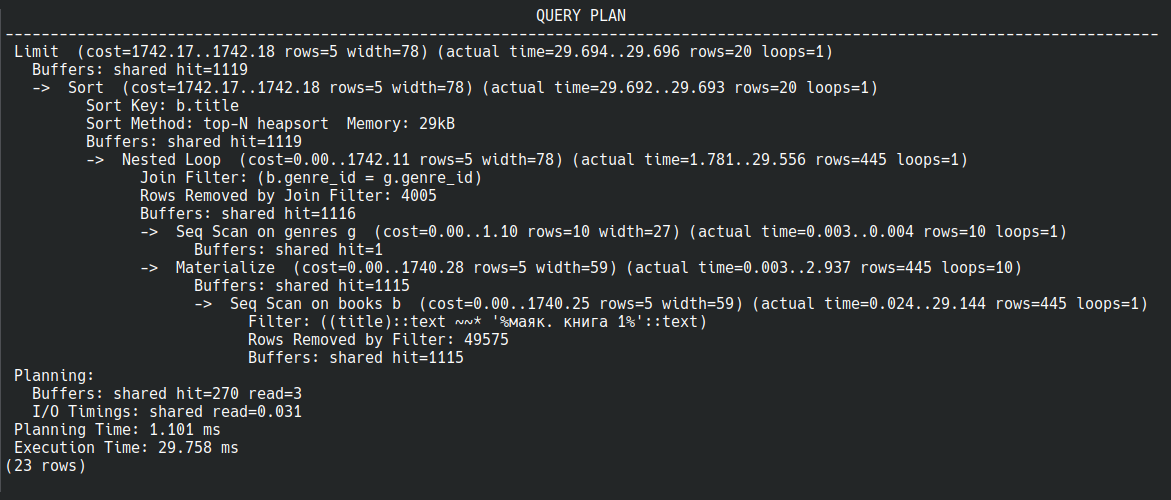 QUERY PLAN
-----------------------------------------------------------------------------------------------------------------------------
Limit  (cost=1742.17..1742.18 rows=5 width=78) (actual time=29.694..29.696 rows=20 loops=1)
Buffers: shared hit=1119
->  Sort  (cost=1742.17..1742.18 rows=5 width=78) (actual time=29.692..29.693 rows=20 loops=1)
Sort Key: b.title
Sort Method: top-N heapsort  Memory: 29kB
Buffers: shared hit=1119
->  Nested Loop  (cost=0.00..1742.11 rows=5 width=78) (actual time=1.781..29.556 rows=445 loops=1)
Join Filter: (b.genre_id = g.genre_id)
Rows Removed by Join Filter: 4005
Buffers: shared hit=1116
->  Seq Scan on genres g  (cost=0.00..1.10 rows=10 width=27) (actual time=0.003..0.004 rows=10 loops=1)
Buffers: shared hit=1
->  Materialize  (cost=0.00..1740.28 rows=5 width=59) (actual time=0.003..2.937 rows=445 loops=10)
Buffers: shared hit=1115
->  Seq Scan on books b  (cost=0.00..1740.25 rows=5 width=59) (actual time=0.024..29.144 rows=445 loops=1)
Filter: ((title)::text ~~* '%маяк. книга 1%'::text)
Rows Removed by Filter: 49575
Buffers: shared hit=1115
Planning:
Buffers: shared hit=270 read=3
I/O Timings: shared read=0.031
Planning Time: 1.101 ms
Execution Time: 29.758 ms
(23 rows)